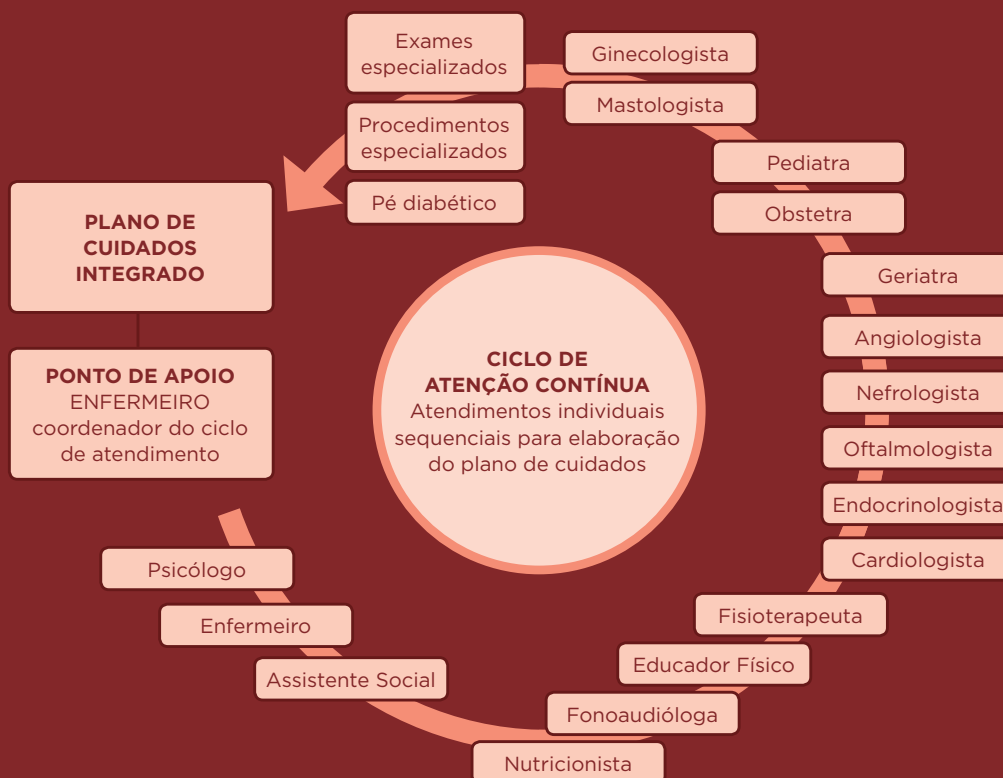 Exames
especializados
Procedimentos
especializados
Pé diabético
Ginecologista
Mastologista
Pediatra
Obstetra
Geriatra
Angiologista
Nefrologista
Oftalmologista
Endocrinologista
Cardiologista
Fisioterapeuta
Educador Físico
Fonoaudióloga
Nutricionista
Assistente Social
Enfermeiro
Psicólogo
PLANO DE
CUIDADOS
INTEGRADO
PONTO DE APOIO
ENFERMEIRO
coordenador do ciclo
de atendimento
CICLO DE
ATENÇÃO CONTÍNUA
Atendimentos individuais
sequenciais para elaboração
do plano de cuidados